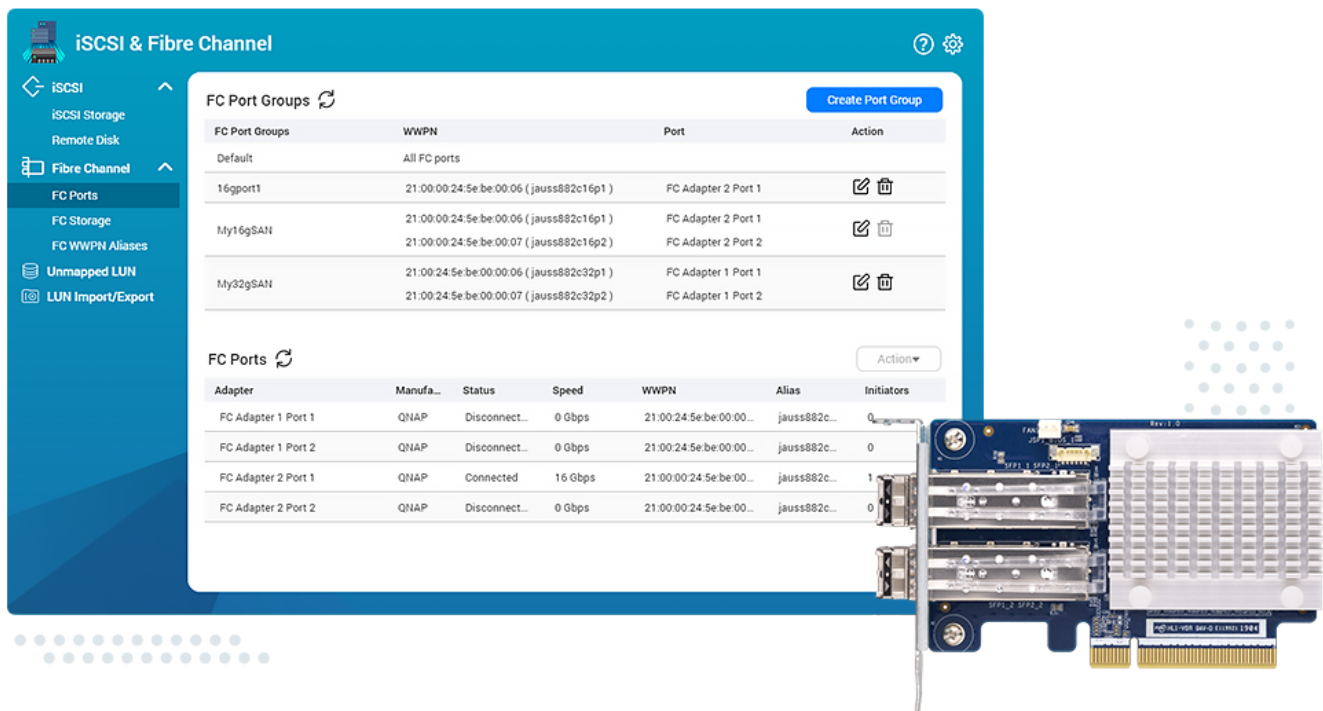 iSCSI & Fibre Channel
iSCSI
iSCSI Storage
Remote Disk
Fibre Channel
FC Ports
FC Storage
FC WWPN Aliases
Unmapped LUN
LUN Import/Export
FC Port Groups
Create Port Group
FC Port Groups WWPN Port Action
Default All FC ports
16gport1 21:00:00:24:5e:be:00:06 ( jauss882c16p1 ) FC Adapter 2 Port 1
My16gSAN 21:00:00:24:5e:be:00:06 ( jauss882c16p1 ) FC Adapter 2 Port 1
21:00:00:24:5e:be:00:07 ( jauss882c16p2 ) FC Adapter 2 Port 2
My32gSAN 21:00:24:5e:be:00:00:06 ( jauss882c32p1 ) FC Adapter 1 Port 1
21:00:24:5e:be:00:00:07 ( jauss882c32p2 ) FC Adapter 1 Port 2
FC Ports
Action
Adapter Manufa... Status Speed WWPN Alias Initiators
FC Adapter 1 Port 1 QNAP Disconnect... 0 Gbps 21:00:24:5e:be:00:00... jauss882c... 0
FC Adapter 1 Port 2 QNAP Disconnect... 0 Gbps 21:00:24:5e:be:00:00... jauss882c... 0
FC Adapter 2 Port 1 QNAP Connected 16 Gbps 21:00:00:24:5e:be:00... jauss882c... 1
FC Adapter 2 Port 2 QNAP Disconnect... 0 Gbps 21:00:00:24:5e:be:00... jauss882c... 0
Rev:1.0
FAN
SFP1_1 SFP2_1
SFP1_2 SFP2_2
1904